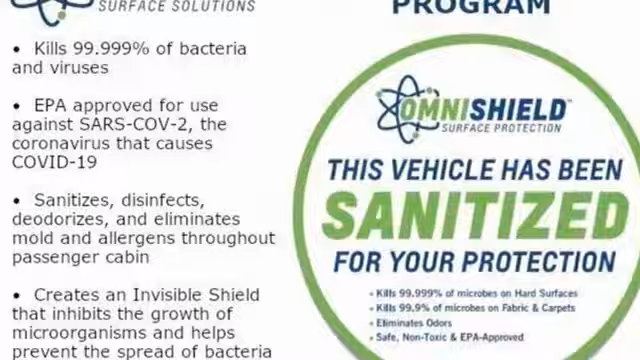 SURFACE SOLUTIONS
• Kills 99.999% of bacteria
and viruses
• EPA approved for use
against SARS-COV-2, the
coronavirus that causes
COVID-19
• Sanitizes, disinfects,
deodorizes, and eliminates
mold and allergens throughout
passenger cabin
• Creates an Invisible Shield
that inhibits the growth of
microorganisms and helps
prevent the spread of bacteria
PROGRAM
OMNISHIELD™
SURFACE PROTECTION
THIS VEHICLE HAS BEEN
SANITIZED
FOR YOUR PROTECTION
• Kills 99.999% of microbes on Hard Surfaces
• Kills 99.9% of microbes on Fabric & Carpets
• Eliminates Odors
• Safe, Non-Toxic & EPA-Approved